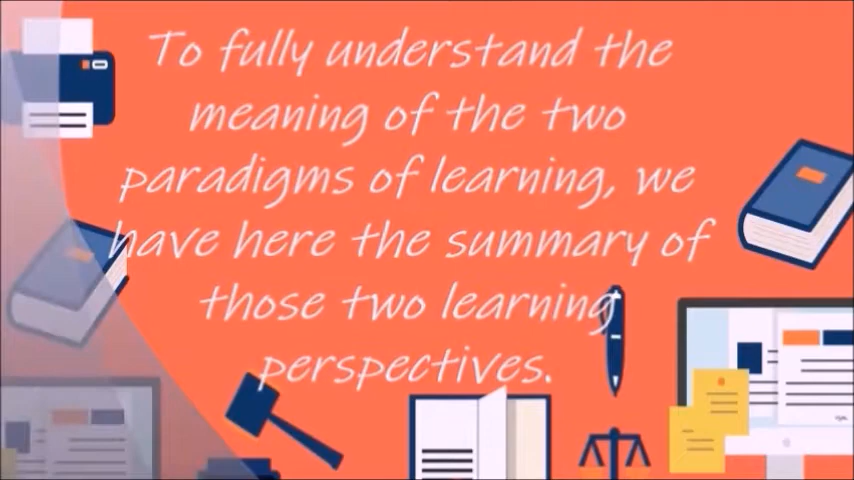 To fully understand the
meaning of the two
paradigms of learning, we
have here the summary of
those two learning
perspectives.